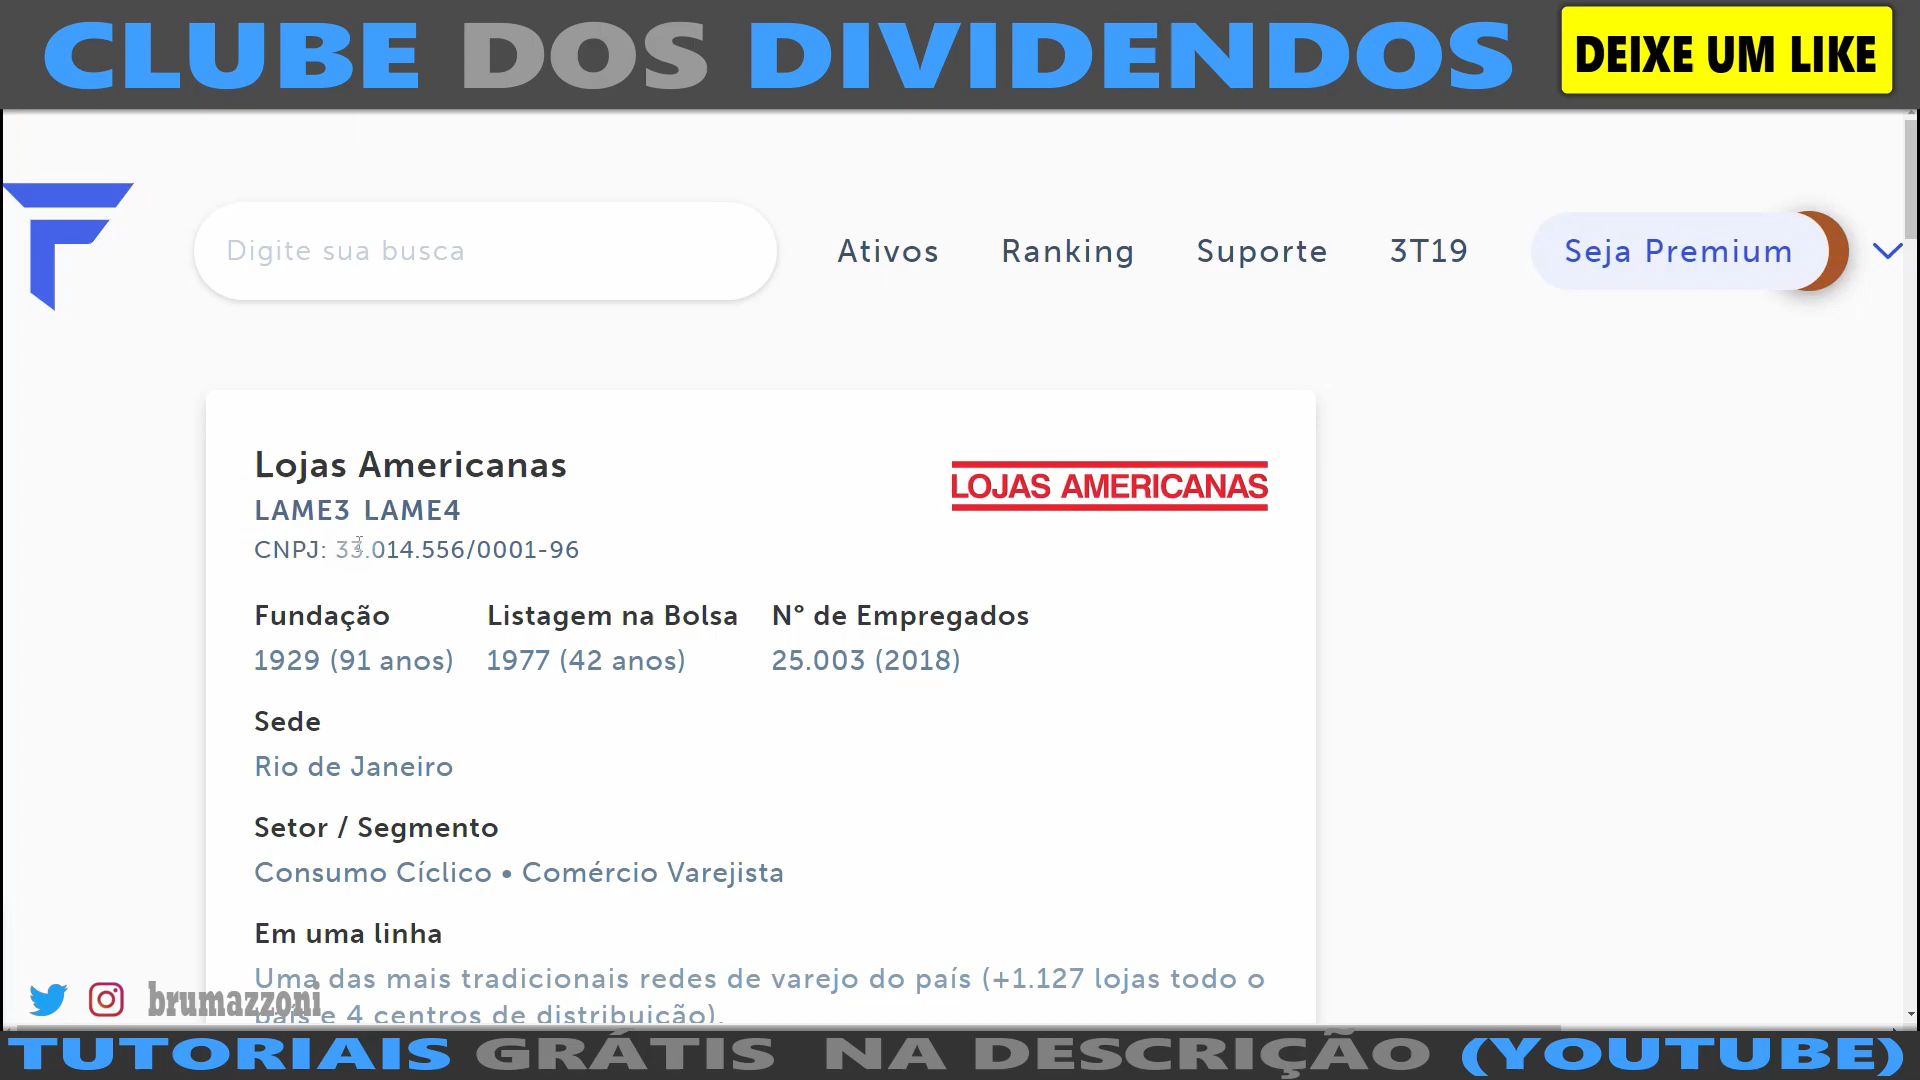 CLUBE DOS DIVIDENDOS
DEIXE UM LIKE
Digite sua busca
Ativos
Ranking
Suporte
3T19
Seja Premium
Lojas Americanas
LAME3 LAME4
CNPJ: 33.014.556/0001-96
LOJAS AMERICANAS
Fundação
Listagem na Bolsa
N° de Empregados
1929 (91 anos)
1977 (42 anos)
25.003 (2018)
Sede
Rio de Janeiro
Setor / Segmento
Consumo Cíclico • Comércio Varejista
Em uma linha
Uma das mais tradicionais redes de varejo do país (+1.127 lojas todo o
país e 4 centros de distribuição).
brumazzoni
TUTORIAIS GRÁTIS NA DESCRIÇÃO (YOUTUBE)